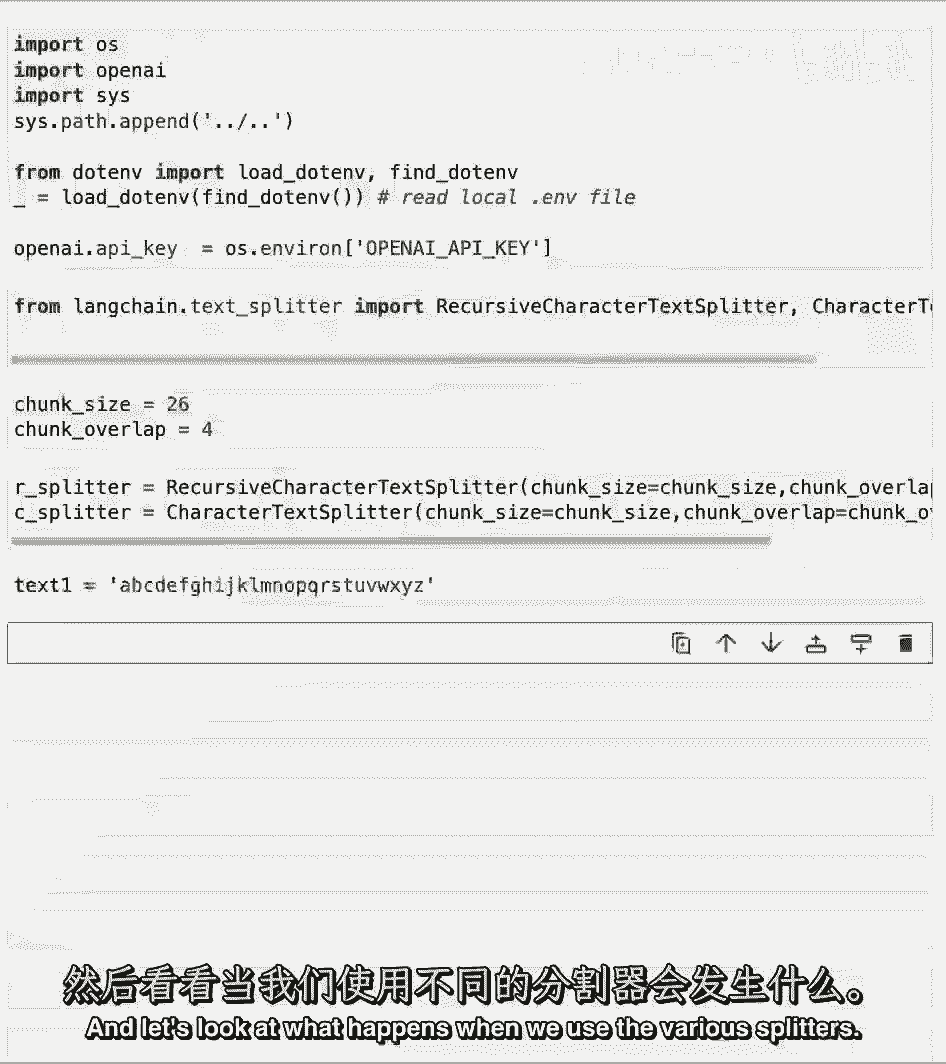 import os
import openai
import sys
sys.path.append('../..')
from dotenv import load_dotenv, find_dotenv
_ = load_dotenv(find_dotenv()) # read local .env file
openai.api_key  = os.environ['OPENAI_API_KEY']
from langchain.text_splitter import RecursiveCharacterTextSplitter, CharacterT
chunk_size = 26
chunk_overlap = 4
r_splitter = RecursiveCharacterTextSplitter(chunk_size=chunk_size,chunk_overla
c_splitter = CharacterTextSplitter(chunk_size=chunk_size,chunk_overlap=chunk_o
text1 = 'abcdefghijklmnopqrstuvwxyz'
然后看看当我们使用不同的分割器会发生什么。
And let's look at what happens when we use the various splitters.